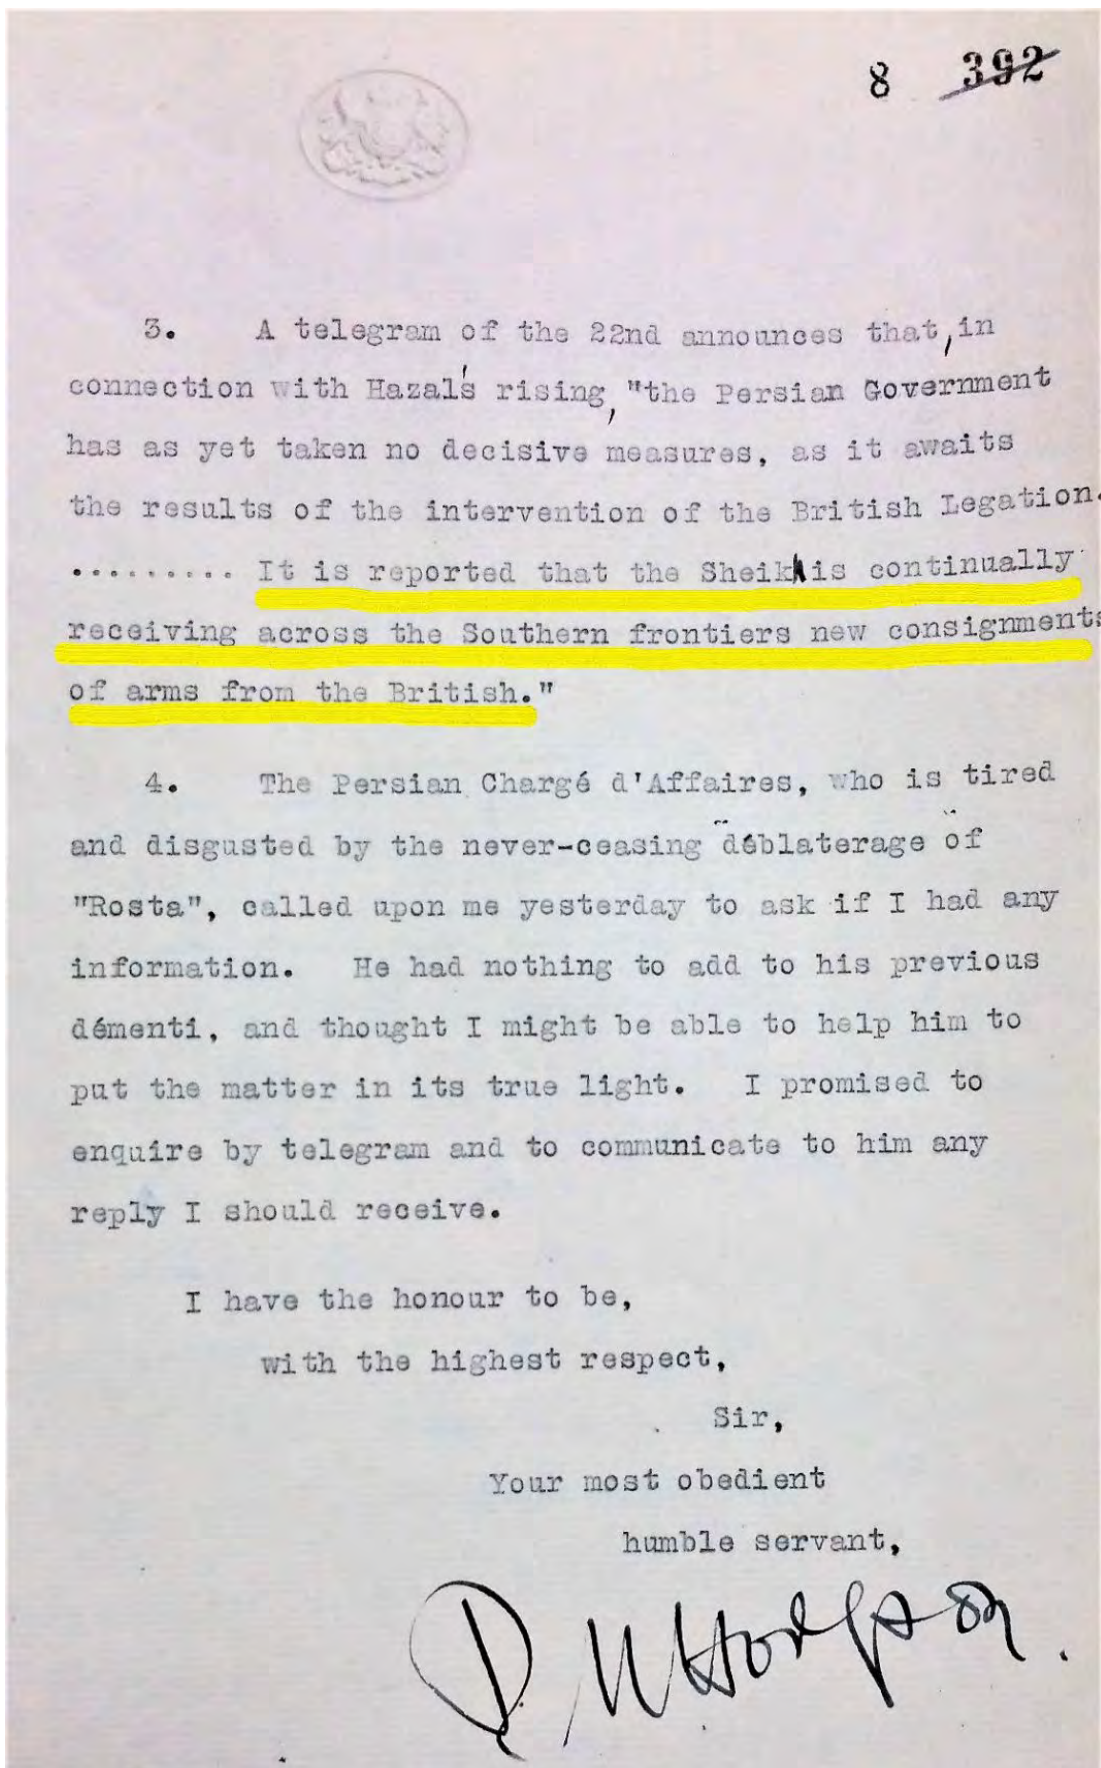 8 392
3. A telegram of the 22nd announces that, in
connection with Hazal's rising, "the Persian Government
has as yet taken no decisive measures, as it awaits
the results of the intervention of the British Legation.
.......... It is reported that the Sheikh is continually
receiving across the Southern frontiers new consignments
of arms from the British."
4. The Persian Chargé d'Affaires, who is tired
and disgusted by the never-ceasing "déblaterage" of
"Rosta", called upon me yesterday to ask if I had any
information. He had nothing to add to his previous
démenti, and thought I might be able to help him to
put the matter in its true light. I promised to
enquire by telegram and to communicate to him any
reply I should receive.
I have the honour to be,
with the highest respect,
Sir,
Your most obedient
humble servant,
R M Hodgson.